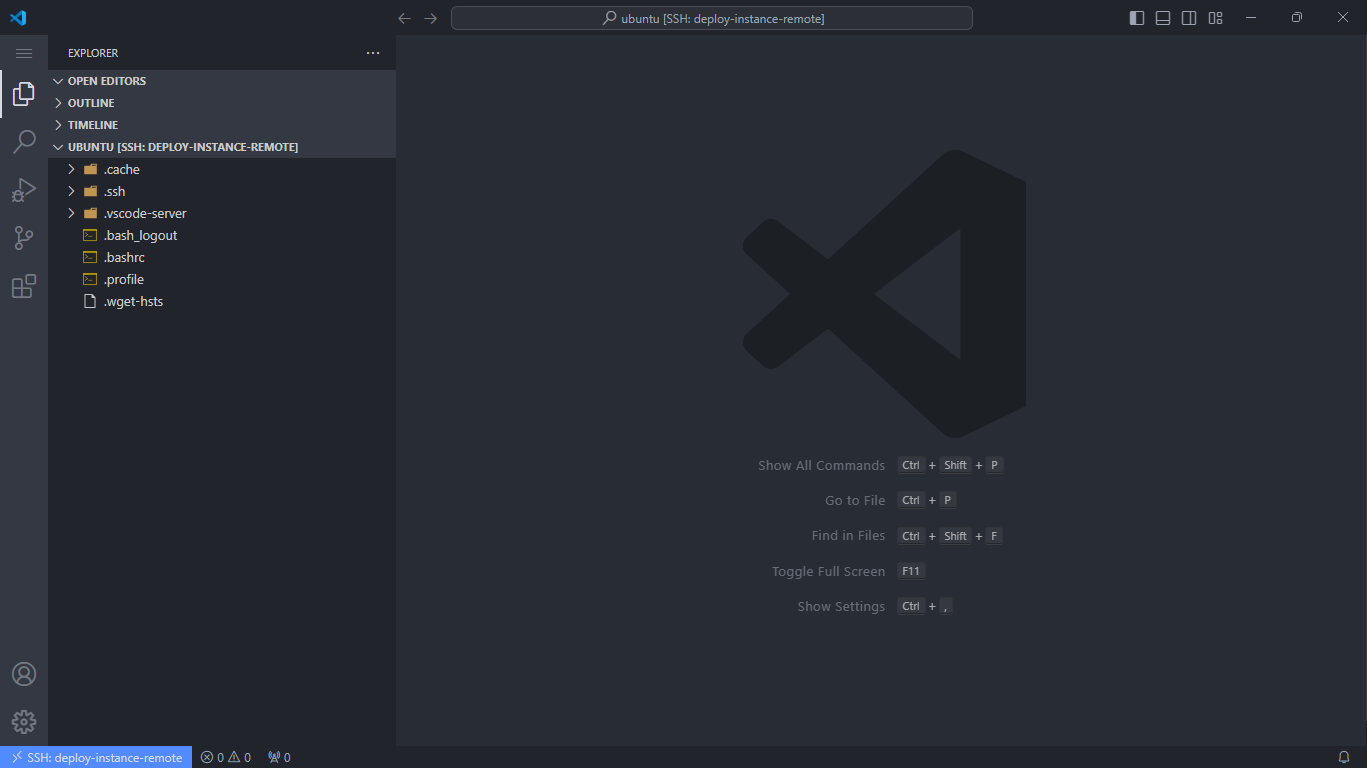 ubuntu [SSH: deploy-instance-remote]
EXPLORER
OPEN EDITORS
OUTLINE
TIMELINE
UBUNTU [SSH: DEPLOY-INSTANCE-REMOTE]
.cache
.ssh
.vscode-server
.bash_logout
.bashrc
.profile
.wget-hsts
Show All Commands Ctrl + Shift + P
Go to File Ctrl + P
Find in Files Ctrl + Shift + F
Toggle Full Screen F11
Show Settings Ctrl + ,
SSH: deploy-instance-remote 0 0 0